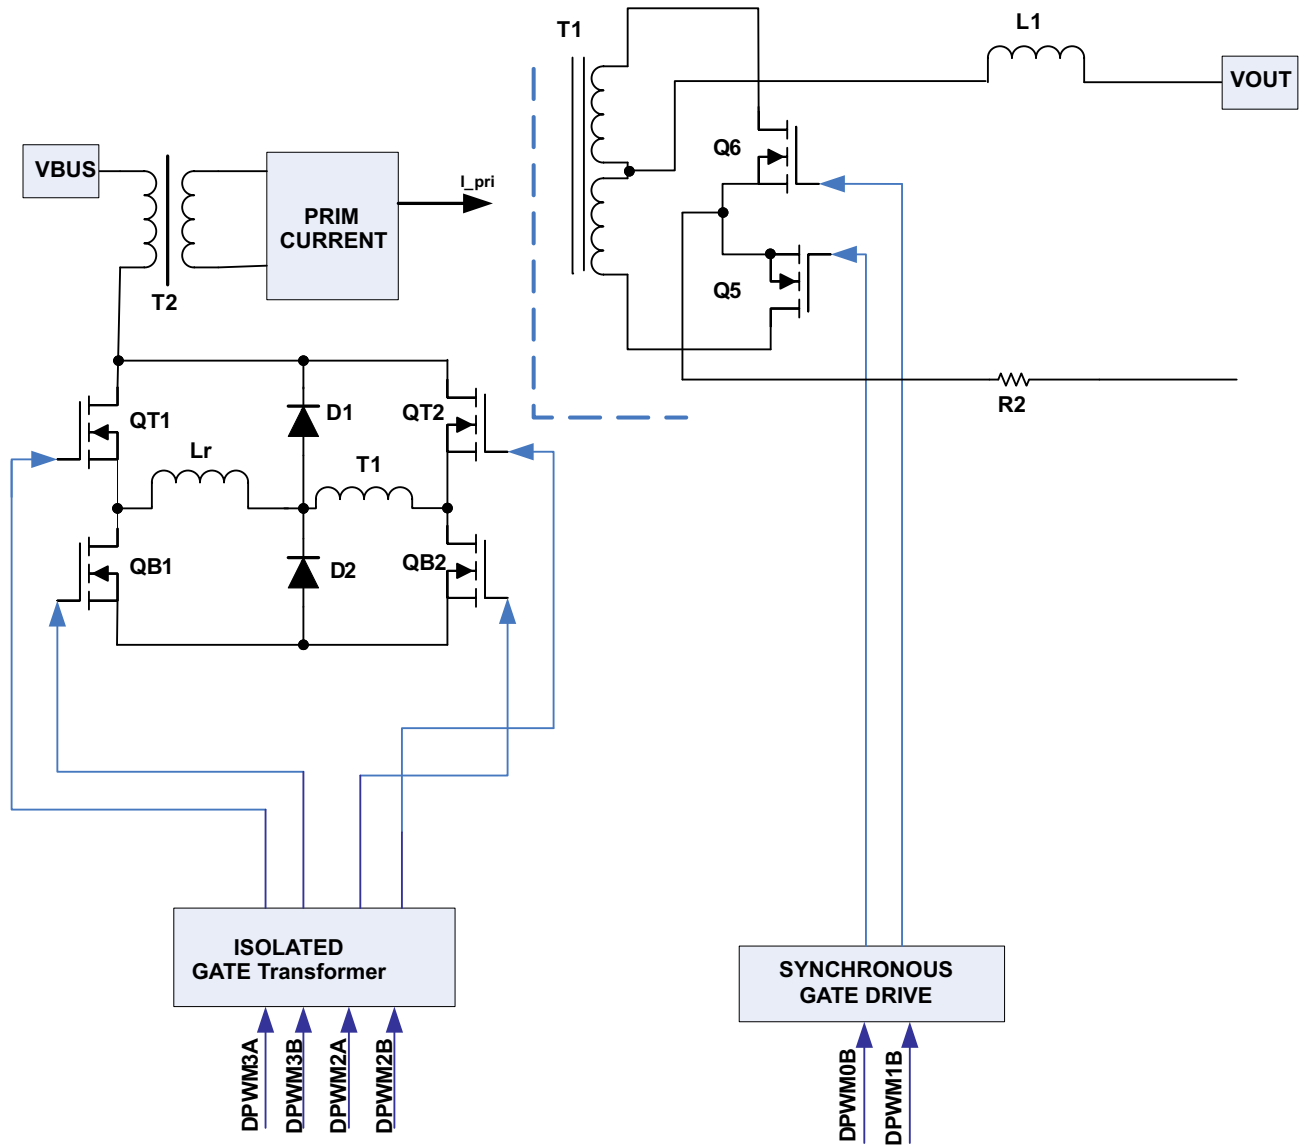 T1
L1
VOUT
VBUS
Q6
I_pri
PRIM
CURRENT
T2
Q5
QT1
D1
QT2
R2
Lr
T1
QB1
D2
QB2
ISOLATED
GATE Transformer
SYNCHRONOUS
GATE DRIVE
DPWM3A
DPWM3B
DPWM2A
DPWM2B
DPWM0B
DPWM1B